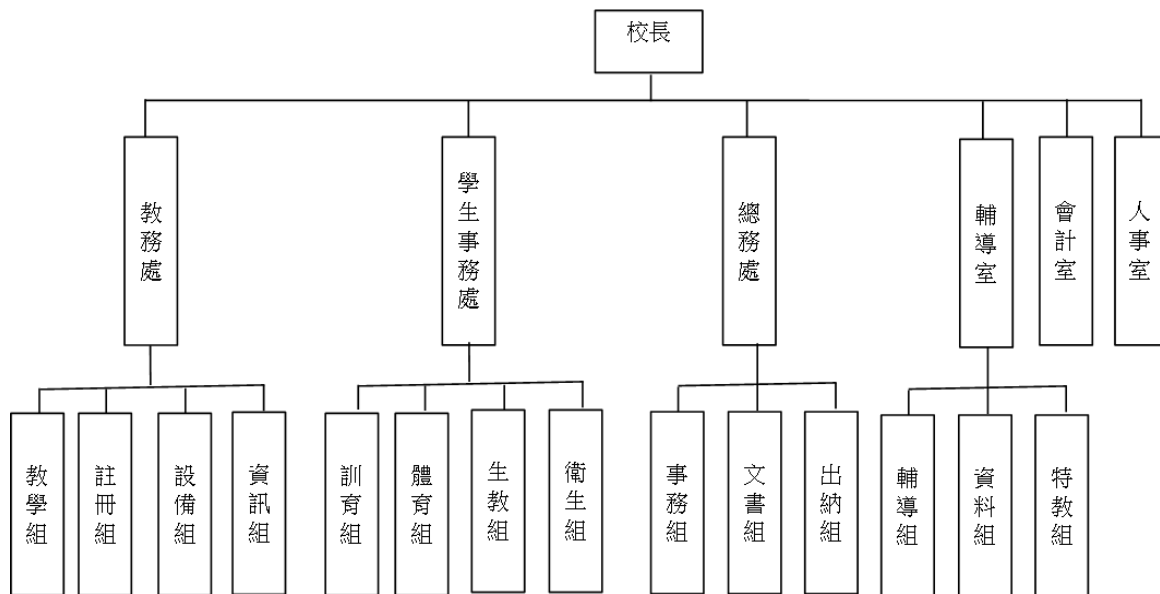 校長
教務處
學生事務處
總務處
輔導室
會計室
人事室
教學組
註冊組
設備組
資訊組
訓育組
體育組
生教組
衛生組
事務組
文書組
出納組
輔導組
資料組
特教組